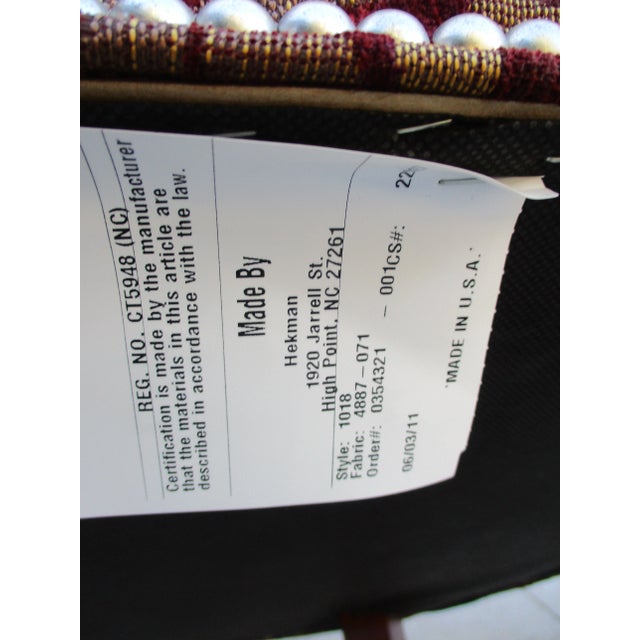 REG. NO. CT5948 (NC)
Certification is made by the manufacturer
that the materials in this article are
described in accordance with the law.
Made By
Hekman
1920 Jarrell St.
High Point, NC 27261
Style: 1018
Fabric: 4887-071
Order#: 0354321 - 001CS#:
06/03/11
'MADE IN U.S.A.'